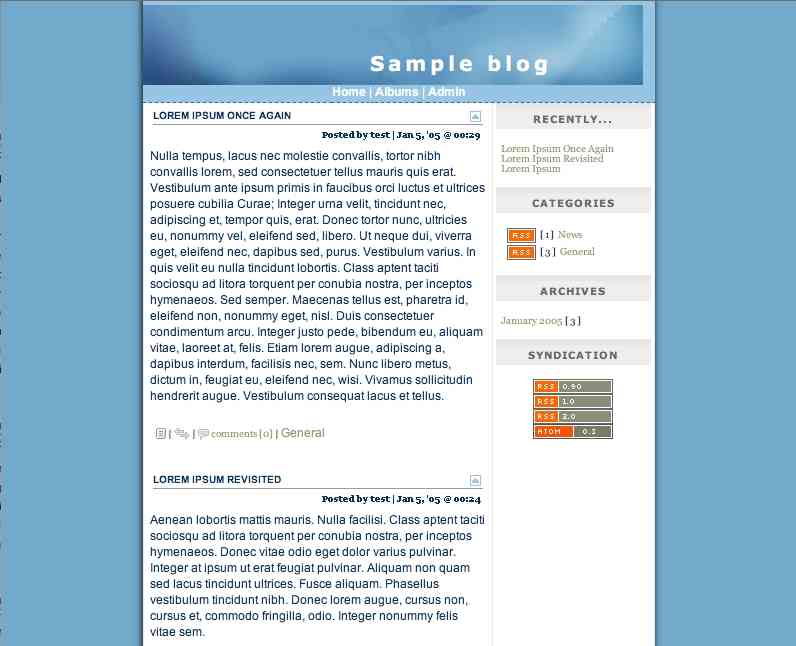 Sample blog
Home | Albums | Admin
LOREM IPSUM ONCE AGAIN
Posted by test | Jan 5, '05 @ 00:29
Nulla tempus, lacus nec molestie convallis, tortor nibh
convallis lorem, sed consectetuer tellus mauris quis erat.
Vestibulum ante ipsum primis in faucibus orci luctus et ultrices
posuere cubilia Curae; Integer urna velit, tincidunt nec,
adipiscing et, tempor quis, erat. Donec tortor nunc, ultricies
eu, nonummy vel, eleifend sed, libero. Ut neque dui, viverra
eget, eleifend nec, dapibus sed, purus. Vestibulum varius. In
quis velit eu nulla tincidunt lobortis. Class aptent taciti
sociosqu ad litora torquent per conubia nostra, per inceptos
hymenaeos. Sed semper. Maecenas tellus est, pharetra id,
eleifend non, nonummy eget, nisl. Duis consectetuer
condimentum arcu. Integer justo pede, bibendum eu, aliquam
vitae, laoreet at, felis. Etiam lorem augue, adipiscing a,
dapibus interdum, facilisis nec, sem. Nunc libero metus,
dictum in, feugiat eu, eleifend nec, wisi. Vivamus sollicitudin
hendrerit augue. Vestibulum consequat lacus et tellus.
| | comments [0] | General
LOREM IPSUM REVISITED
Posted by test | Jan 5, '05 @ 00:24
Aenean lobortis mattis mauris. Nulla facilisi. Class aptent taciti
sociosqu ad litora torquent per conubia nostra, per inceptos
hymenaeos. Donec vitae odio eget dolor varius pulvinar.
Integer at ipsum ut erat feugiat pulvinar. Aliquam non quam
sed lacus tincidunt ultrices. Fusce aliquam. Phasellus
vestibulum tincidunt nibh. Donec lorem augue, cursus non,
cursus et, commodo fringilla, odio. Integer nonummy felis
vitae sem.
RECENTLY...
Lorem Ipsum Once Again
Lorem Ipsum Revisited
Lorem Ipsum
CATEGORIES
RSS [ 1 ] News
RSS [ 3 ] General
ARCHIVES
January 2005 [ 3 ]
SYNDICATION
RSS 0.90
RSS 1.0
RSS 2.0
ATOM 0.3